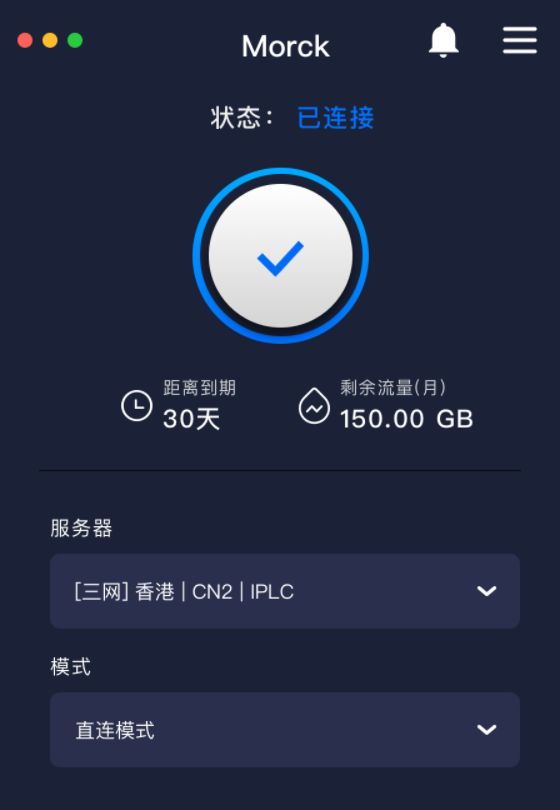 Morck
状态： 已连接
距离到期
30天
剩余流量(月)
150.00 GB
服务器
[三网] 香港 | CN2 | IPLC
模式
直连模式